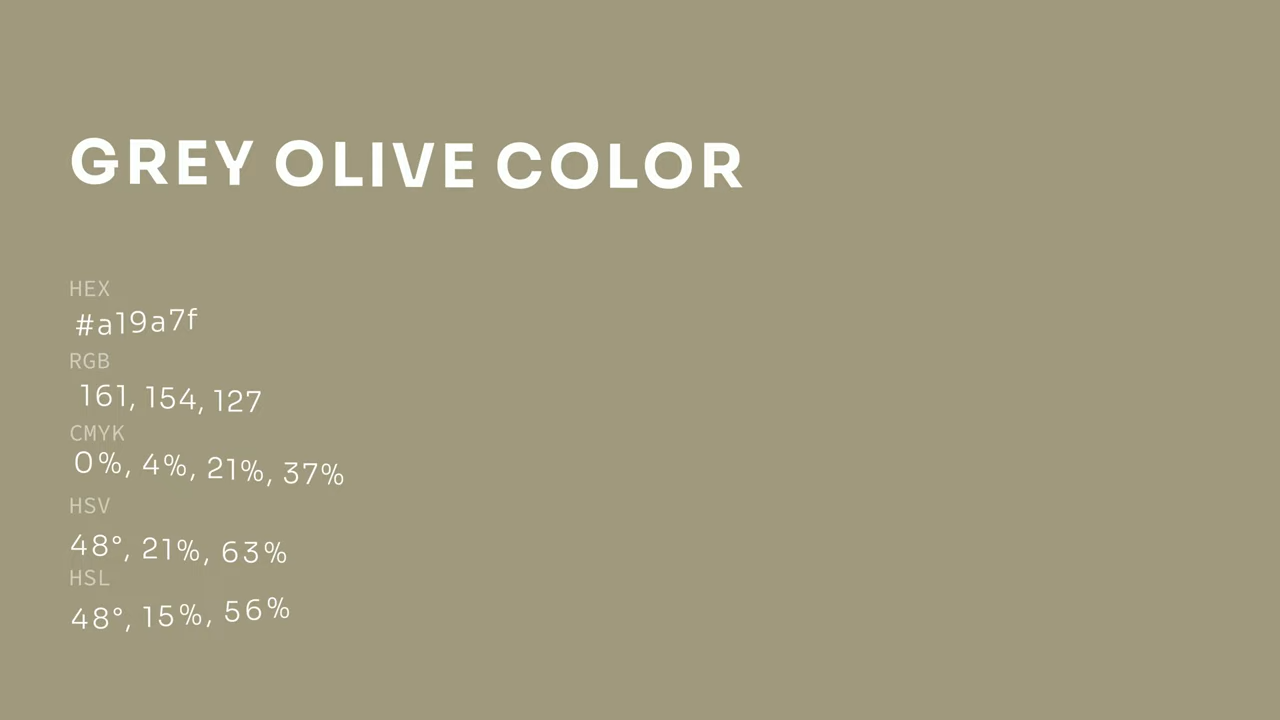 GREY OLIVE COLOR
HEX
#a19a7f
RGB
161, 154, 127
CMYK
0%, 4%, 21%, 37%
HSV
48°, 21%, 63%
HSL
48°, 15%, 56%